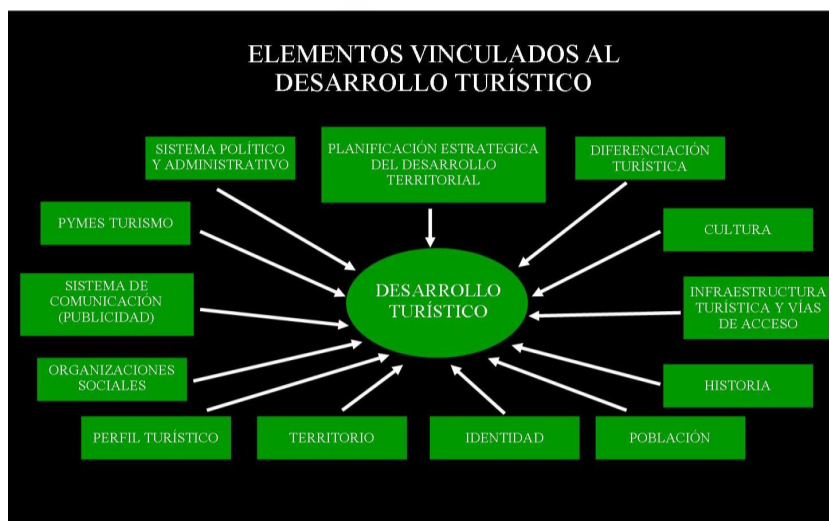 ELEMENTOS VINCULADOS AL
DESARROLLO TURÍSTICO
SISTEMA POLÍTICO
Y ADMINISTRATIVO
PLANIFICACIÓN ESTRATEGICA
DEL DESARROLLO
TERRITORIAL
DIFERENCIACIÓN
TURÍSTICA
PYMES TURISMO
CULTURA
SISTEMA DE
COMUNICACIÓN
(PUBLICIDAD)
DESARROLLO
TURÍSTICO
INFRAESTRUCTURA
TURÍSTICA Y VÍAS
DE ACCESO
ORGANIZACIONES
SOCIALES
HISTORIA
PERFIL TURÍSTICO
TERRITORIO
IDENTIDAD
POBLACIÓN